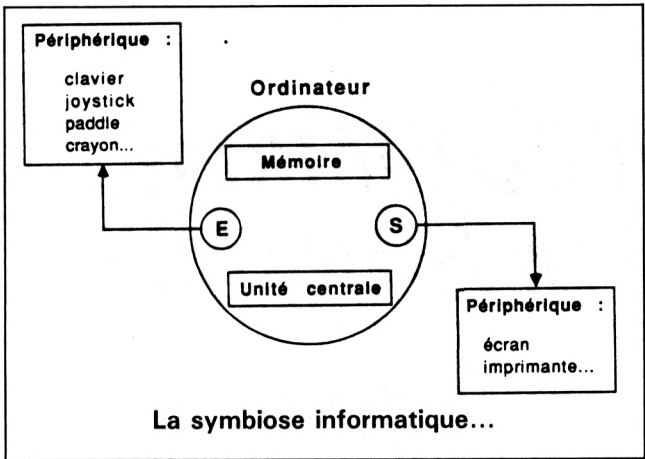 Périphérique :
clavier
joystick
paddle
crayon...
Ordinateur
Mémoire
E
S
Unité centrale
Périphérique :
écran
imprimante...
La symbiose informatique...